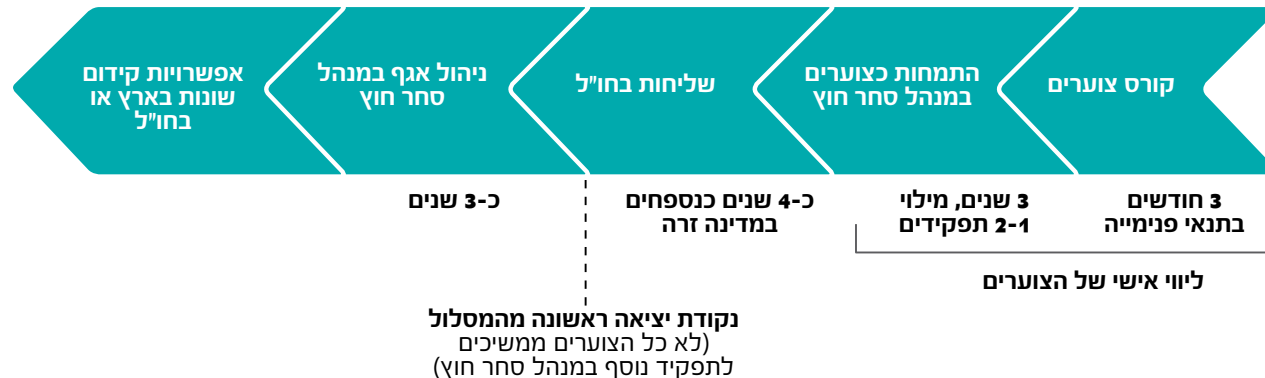 קורס צוערים
התמחות כצוערים
במנהל סחר חוץ
שליחות בחו"ל
ניהול אגף במנהל
סחר חוץ
אפשרויות קידום
שונות בארץ או
בחו"ל
3 חודשים
בתנאי פנימייה
3 שנים, מילוי
2-1 תפקידים
כ-4 שנים כנספחים
במדינה זרה
כ-3 שנים
ליווי אישי של הצוערים
נקודת יציאה ראשונה מהמסלול
(לא כל הצוערים ממשיכים
לתפקיד נוסף במנהל סחר חוץ)